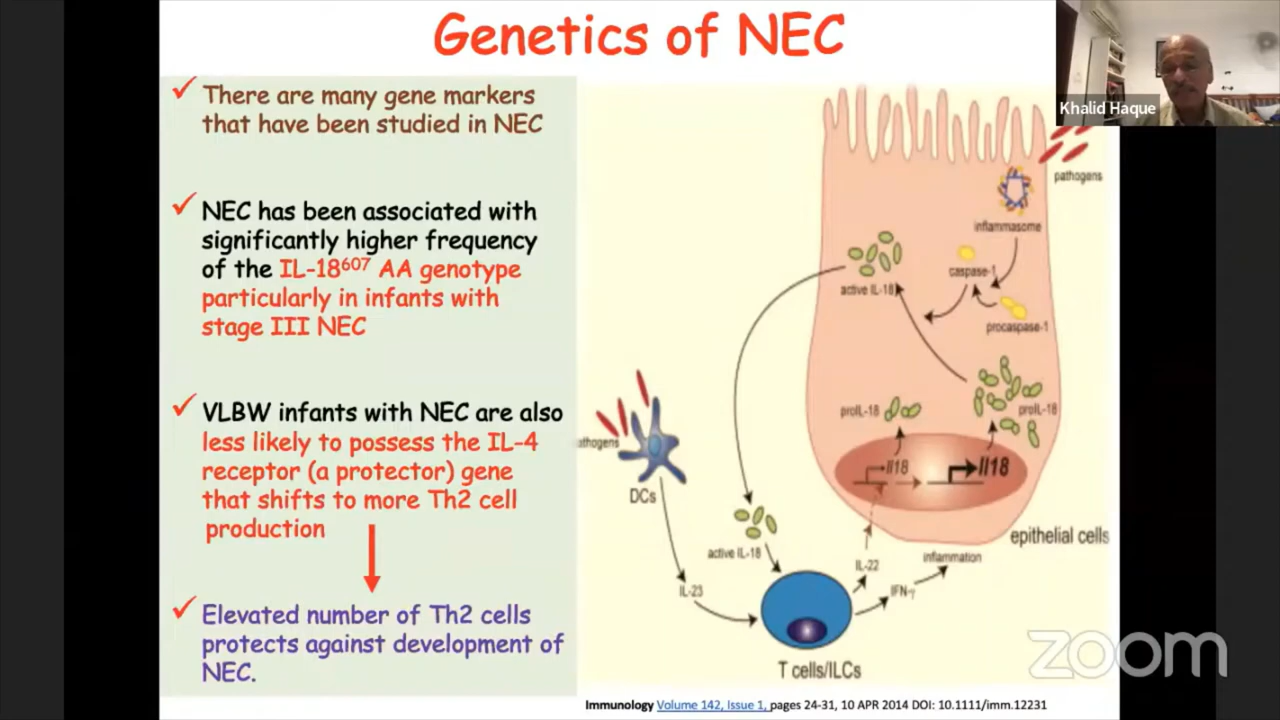 Genetics of NEC
✓ There are many gene markers
that have been studied in NEC
✓ NEC has been associated with
significantly higher frequency
of the IL-18⁶⁰⁷ AA genotype
particularly in infants with
stage III NEC
✓ VLBW infants with NEC are also
less likely to possess the IL-4
receptor (a protector) gene
that shifts to more Th2 cell
production
✓ Elevated number of Th2 cells
protects against development of
NEC.
Khalid Haque
pathogens
inflammasome
caspase-1
active IL-18
procaspase-1
proIL-18
proIL-18
Il18
Il18
athogens
DCs
epithelial cells
active IL-18
inflammation
IL-22
IL-23
IFN-γ
T cells/ILCs
zoom
Immunology Volume 142, Issue 1, pages 24-31, 10 APR 2014 DOI: 10.1111/imm.12231